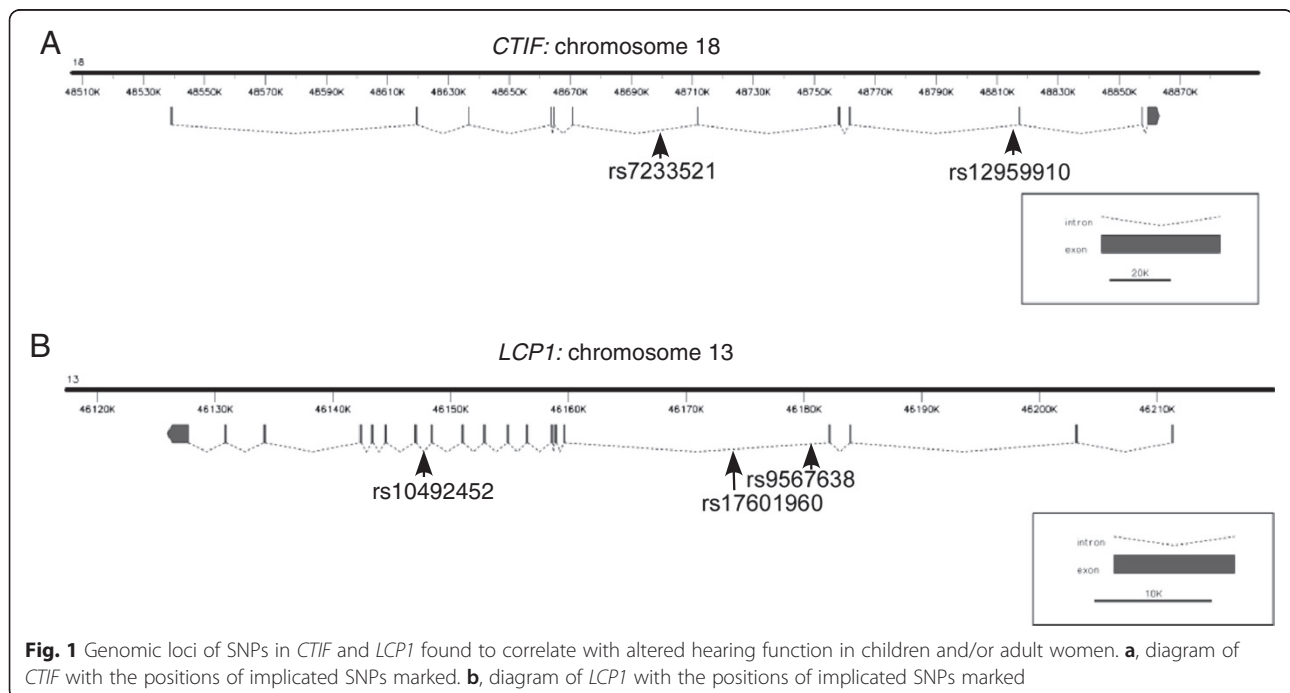 A
CTIF: chromosome 18
18
48510K 48530K 48550K 48570K 48590K 48610K 48630K 48650K 48670K 48690K 48710K 48730K 48750K 48770K 48790K 48810K 48830K 48850K 48870K
rs7233521
rs12959910
intron
exon
20K
B
LCP1: chromosome 13
13
46120K 46130K 46140K 46150K 46160K 46170K 46180K 46190K 46200K 46210K
rs10492452
rs9567638
rs17601960
intron
exon
10K
Fig. 1 Genomic loci of SNPs in CTIF and LCP1 found to correlate with altered hearing function in children and/or adult women. a, diagram of
CTIF with the positions of implicated SNPs marked. b, diagram of LCP1 with the positions of implicated SNPs marked